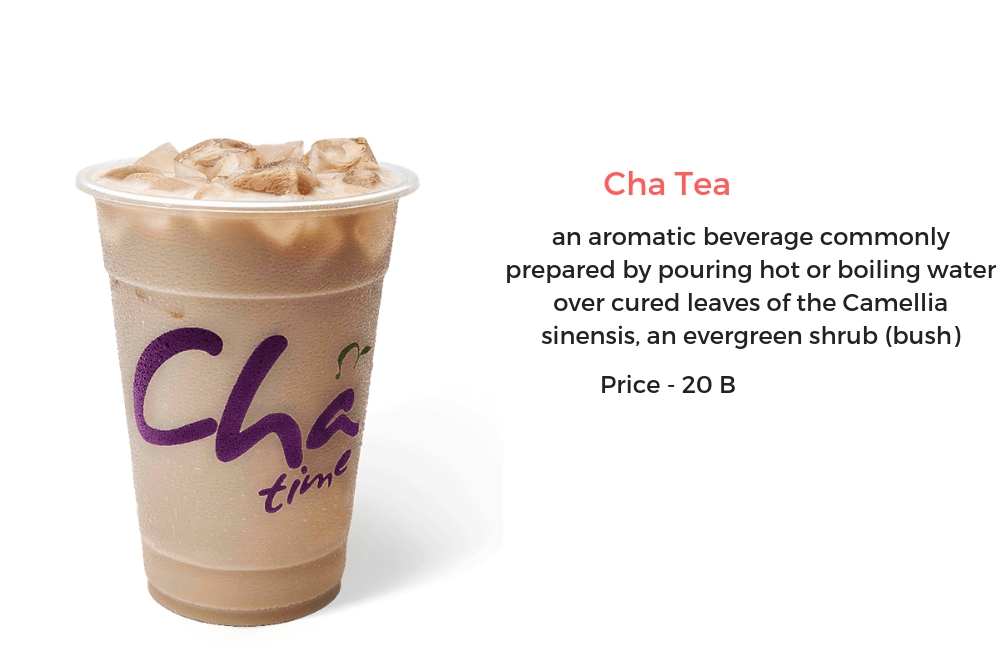 Cha
time
Cha Tea
an aromatic beverage commonly
prepared by pouring hot or boiling water
over cured leaves of the Camellia
sinensis, an evergreen shrub (bush)
Price - 20 B